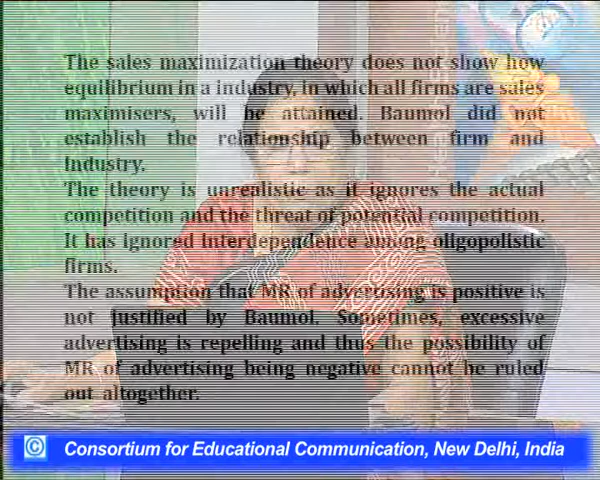 The sales maximization theory does not show how
equilibrium in a industry, in which all firms are sales
maximisers, will be attained. Baumol did not
establish the relationship between firm and
Industry.
The theory is unrealistic as it ignores the actual
competition and the threat of potential competition.
It has ignored interdependence among oligopolistic
firms.
The assumption that MR of advertising is positive is
not justified by Baumol. Sometimes, excessive
advertising is repelling and thus the possibility of
MR of advertising being negative cannot be ruled
out altogether.
© Consortium for Educational Communication, New Delhi, India